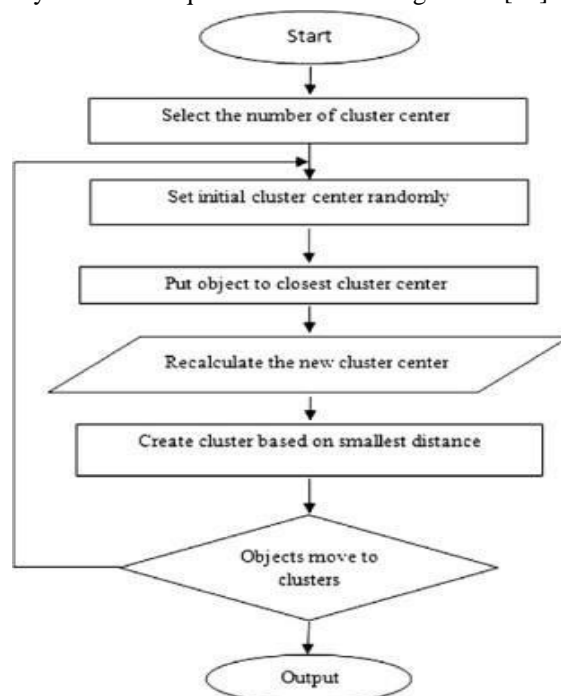 Start
Select the number of cluster center
Set initial cluster center randomly
Put object to closest cluster center
Recalculate the new cluster center
Create cluster based on smallest distance
Objects move to
clusters
Output